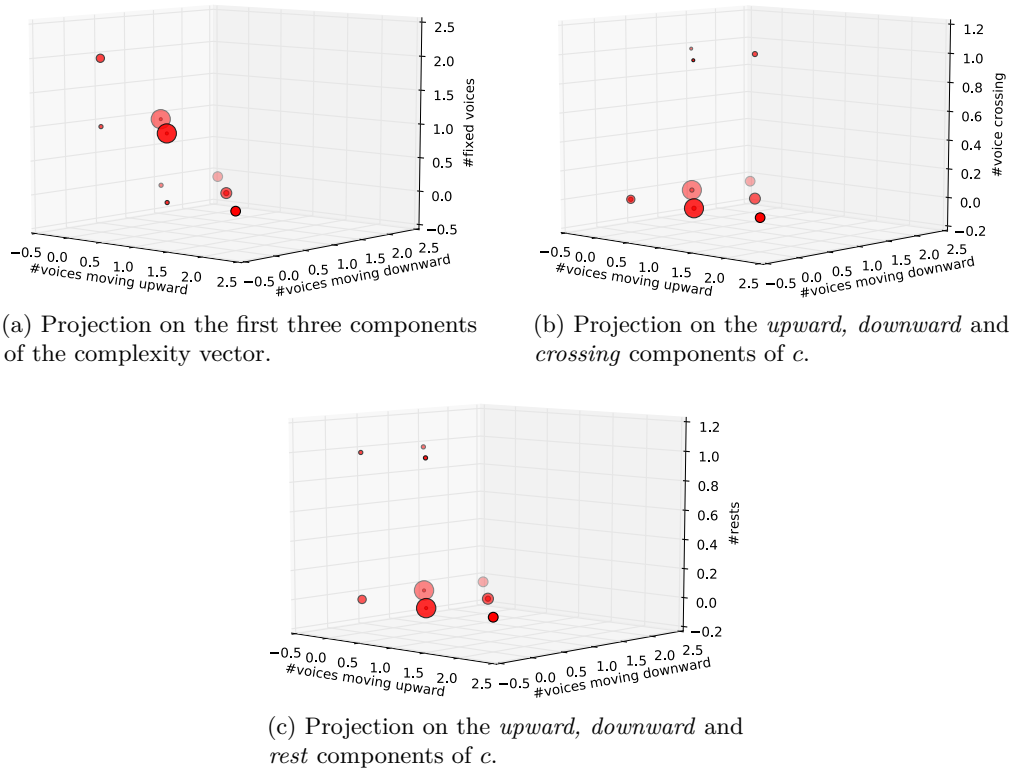 2.5
2.0
1.5
1.0
0.5
0.0
−0.5
#fixed voices
−0.5 0.0 0.5 1.0 1.5 2.0 2.5
#voices moving upward
−0.5 0.0 0.5 1.0 1.5 2.0 2.5
#voices moving downward
1.2
1.0
0.8
0.6
0.4
0.2
0.0
−0.2
#voice crossing
−0.5 0.0 0.5 1.0 1.5 2.0 2.5
#voices moving upward
−0.5 0.0 0.5 1.0 1.5 2.0 2.5
#voices moving downward
(a) Projection on the first three components
of the complexity vector.
(b) Projection on the upward, downward and
crossing components of c.
1.2
1.0
0.8
0.6
0.4
0.2
0.0
−0.2
#rests
−0.5 0.0 0.5 1.0 1.5 2.0 2.5
#voices moving upward
−0.5 0.0 0.5 1.0 1.5 2.0 2.5
#voices moving downward
(c) Projection on the upward, downward and
rest components of c.